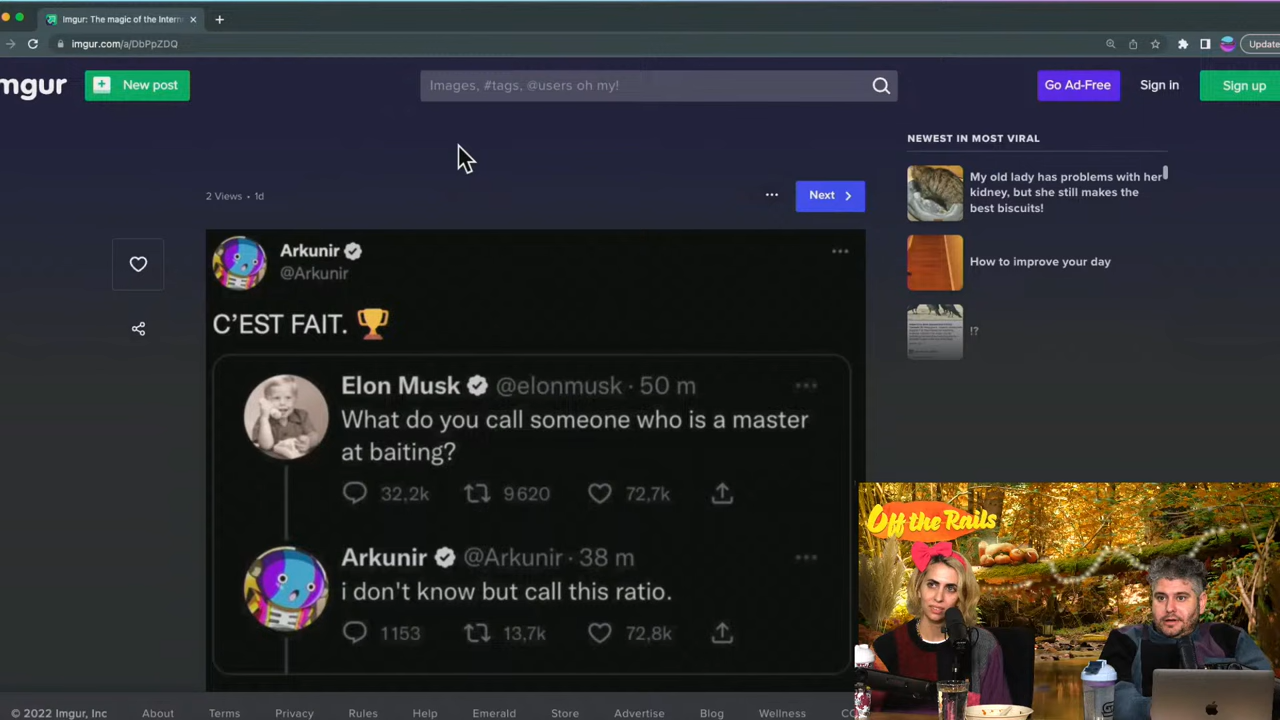 Imgur: The magic of the Intern
imgur.com/a/DbPpZDQ
Update
imgur
New post
Images, #tags, @users oh my!
Go Ad-Free
Sign in
Sign up
NEWEST IN MOST VIRAL
My old lady has problems with her
kidney, but she still makes the
best biscuits!
How to improve your day
!?
2 Views • 1d
Next
Arkunir
@Arkunir
C’EST FAIT. 🏆
Elon Musk @elonmusk · 50 m
What do you call someone who is a master
at baiting?
32,2k 9 620 72,7k
Arkunir @Arkunir · 38 m
i don't know but call this ratio.
1153 13,7k 72,8k
Off the Rails
© 2022 Imgur, Inc About Terms Privacy Rules Help Emerald Store Advertise Blog Wellness CC